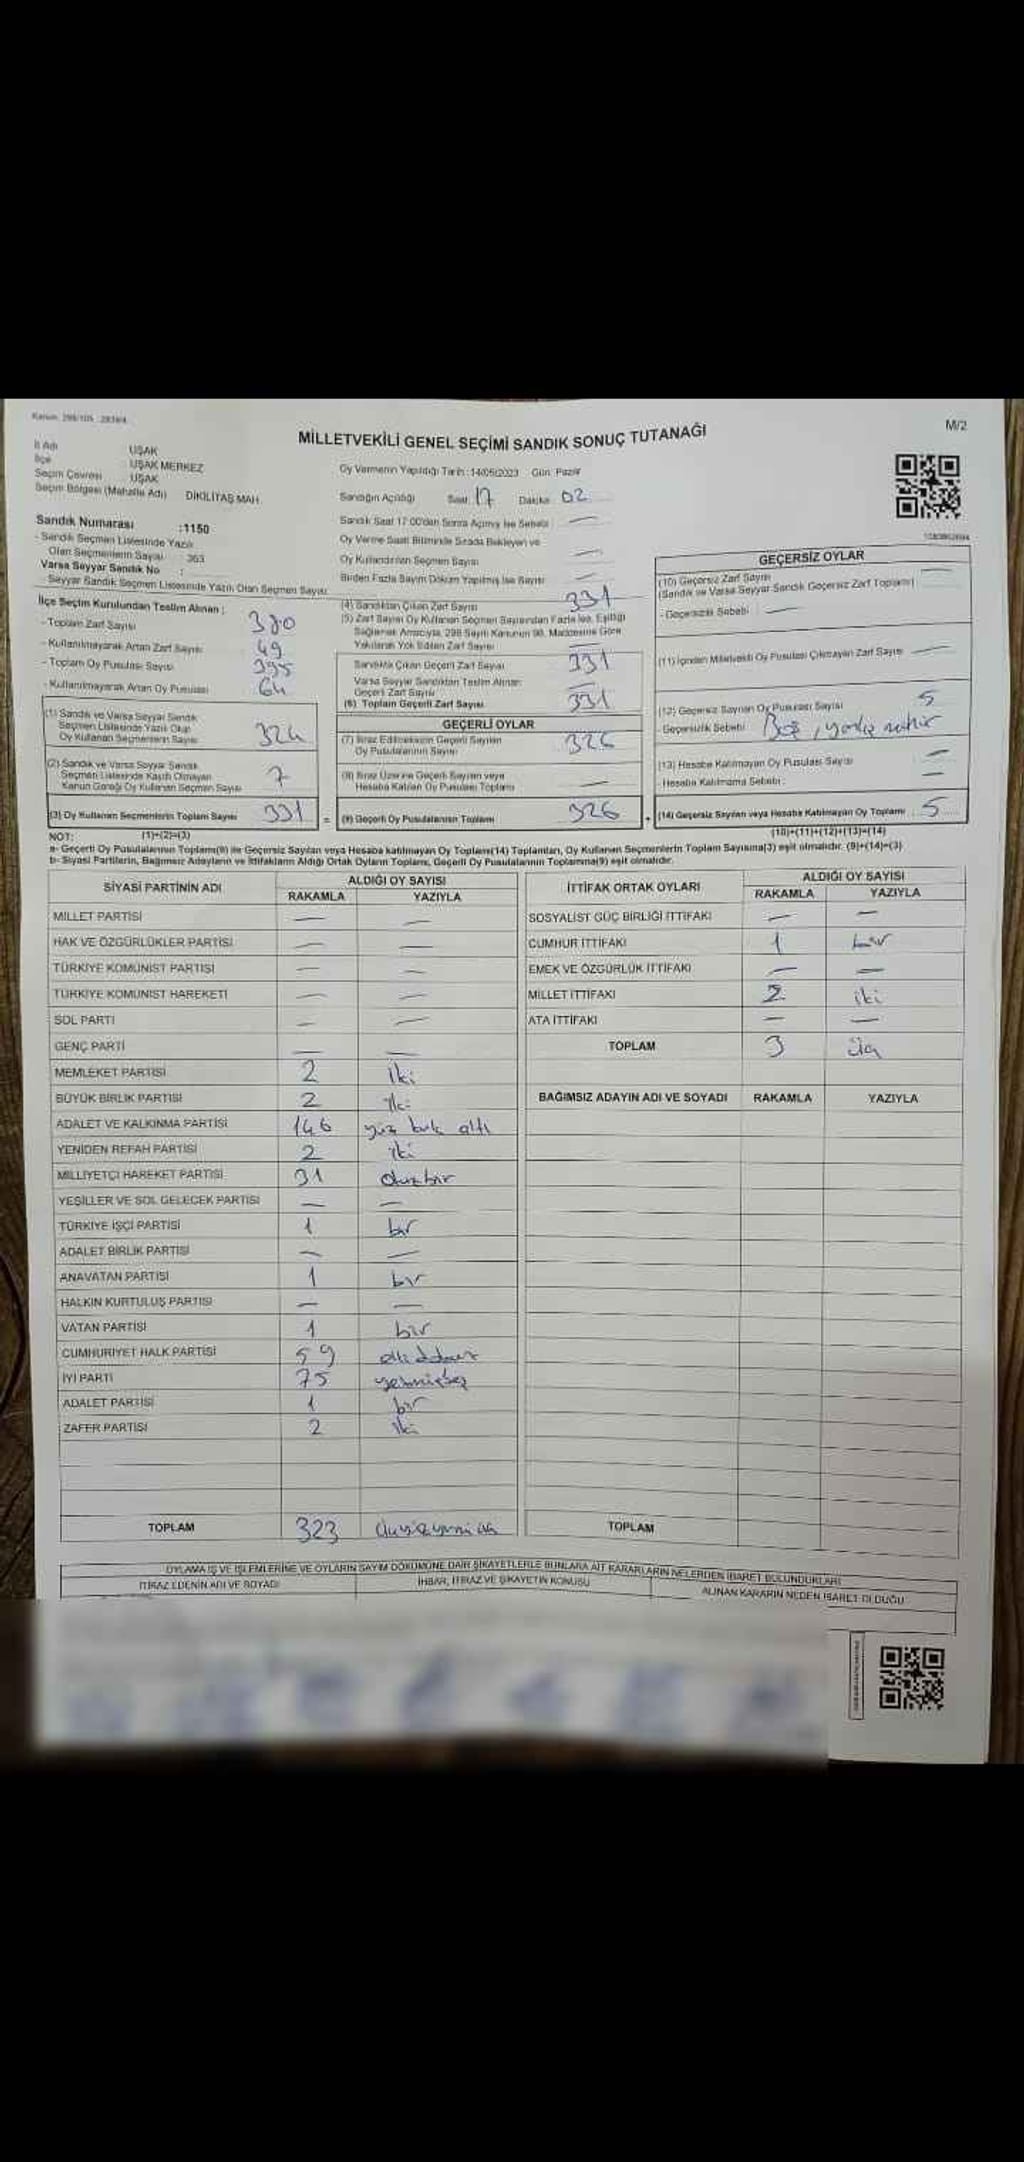 Kanun: 298/105 : 2839/4
M/2
MİLLETVEKİLİ GENEL SEÇİMİ SANDIK SONUÇ TUTANAĞI
İl Adı : UŞAK
İlçe : UŞAK MERKEZ
Seçim Çevresi : UŞAK
Seçim Bölgesi (Mahalle Adı) DİKİLİTAŞ MAH.
Oy Vermenin Yapıldığı Tarih :14/05/2023 Gün: Pazar
Sandığın Açıldığı Saat 17 Dakika 02
Sandık Saat 17:00'dan Sonra Açılmış İse Sebebi : —
Oy Verme Saati Bitiminde Sırada Bekleyen ve
Oy Kullandırılan Seçmen Sayısı —
Birden Fazla Sayım Döküm Yapılmış İse Sayısı —
Sandık Numarası :1150
- Sandık Seçmen Listesinde Yazılı
Olan Seçmenlerin Sayısı : 363
Varsa Seyyar Sandık No :
Seyyar Sandık Seçmen Listesinde Yazılı Olan Seçmen Sayısı:
İlçe Seçim Kurulundan Teslim Alınan :
- Toplam Zarf Sayısı 380
- Kullanılmayarak Artan Zarf Sayısı 49
- Toplam Oy Pusulası Sayısı 395
- Kullanılmayarak Artan Oy Pusulası 64
(1) Sandık ve Varsa Seyyar Sandık
Seçmen Listesinde Yazılı Olup
Oy Kullanan Seçmenlerin Sayısı 324
(2) Sandık ve Varsa Seyyar Sandık
Seçmen Listesinde Kayıtlı Olmayan
Kanun Gereği Oy Kullanan Seçmen Sayısı 7
(3) Oy Kullanan Seçmenlerin Toplam Sayısı 331
(1)+(2)=(3)
(4) Sandıktan Çıkan Zarf Sayısı 331
(5) Zarf Sayısı Oy Kullanan Seçmen Sayısından Fazla İse, Eşitliği
Sağlamak Amacıyla, 298 Sayılı Kanunun 98. Maddesine Göre
Yakılarak Yok Edilen Zarf Sayısı —
Sandıkta Çıkan Geçerli Zarf Sayısı 331
Varsa Seyyar Sandıktan Teslim Alınan
Geçerli Zarf Sayısı —
(6) Toplam Geçerli Zarf Sayısı 331
GEÇERLİ OYLAR
(7) İtiraz Edilmeksizin Geçerli Sayılan
Oy Pusulalarının Sayısı 326
(8) İtiraz Üzerine Geçerli Sayılan veya
Hesaba Katılan Oy Pusulası Toplamı —
= (9) Geçerli Oy Pusulalarının Toplamı 326
GEÇERSİZ OYLAR
(10) Geçersiz Zarf Sayısı —
(Sandık ve Varsa Seyyar Sandık Geçersiz Zarf Toplamı)
- Geçersizlik Sebebi : —
(11) İçinden Milletvekili Oy Pusulası Çıkmayan Zarf Sayısı —
(12) Geçersiz Sayılan Oy Pusulası Sayısı 5
- Geçersizlik Sebebi : Boş, yanlış mühür
(13) Hesaba Katılmayan Oy Pusulası Sayısı —
- Hesaba Katılmama Sebebi : —
+ (14) Geçersiz Sayılan veya Hesaba Katılmayan Oy Toplamı 5
(10)+(11)+(12)+(13)=(14)
NOT:
a- Geçerli Oy Pusulalarının Toplamı(9) ile Geçersiz Sayılan veya Hesaba katılmayan Oy Toplamı(14) Toplamları, Oy Kullanan Seçmenlerin Toplam Sayısına(3) eşit olmalıdır. (9)+(14)=(3)
b- Siyasi Partilerin, Bağımsız Adayların ve İttifakların Aldığı Ortak Oyların Toplamı, Geçerli Oy Pusulalarının Toplamına(9) eşit olmalıdır.
SİYASİ PARTİNİN ADI ALDIĞI OY SAYISI
RAKAMLA YAZIYLA
MİLLET PARTİSİ — —
HAK VE ÖZGÜRLÜKLER PARTİSİ — —
TÜRKİYE KOMÜNİST PARTİSİ — —
TÜRKİYE KOMÜNİST HAREKETİ — —
SOL PARTİ — —
GENÇ PARTİ — —
MEMLEKET PARTİSİ 2 iki
BÜYÜK BİRLİK PARTİSİ 2 iki
ADALET VE KALKINMA PARTİSİ 146 yüz kırk altı
YENİDEN REFAH PARTİSİ 2 iki
MİLLİYETÇİ HAREKET PARTİSİ 31 otuzbir
YEŞİLLER VE SOL GELECEK PARTİSİ — —
TÜRKİYE İŞÇİ PARTİSİ 1 bir
ADALET BİRLİK PARTİSİ — —
ANAVATAN PARTİSİ 1 bir
HALKIN KURTULUŞ PARTİSİ — —
VATAN PARTİSİ 1 bir
CUMHURİYET HALK PARTİSİ 59 ellidokuz
İYİ PARTİ 75 yetmişbeş
ADALET PARTİSİ 1 bir
ZAFER PARTİSİ 2 iki
TOPLAM 323 üçyüzyirmiüç
İTTİFAK ORTAK OYLARI ALDIĞI OY SAYISI
RAKAMLA YAZIYLA
SOSYALİST GÜÇ BİRLİĞİ İTTİFAKI — —
CUMHUR İTTİFAKI 1 bir
EMEK VE ÖZGÜRLÜK İTTİFAKI — —
MİLLET İTTİFAKI 2 iki
ATA İTTİFAKI — —
TOPLAM 3 üç
BAĞIMSIZ ADAYIN ADI VE SOYADI RAKAMLA YAZIYLA
TOPLAM
OYLAMA İŞ VE İŞLEMLERİNE VE OYLARIN SAYIM DÖKÜMÜNE DAİR ŞİKAYETLERLE BUNLARA AİT KARARLARIN NELERDEN İBARET BULUNDUKLARI
İTİRAZ EDENİN ADI VE SOYADI İHBAR, İTİRAZ VE ŞİKAYETİN KONUSU ALINAN KARARIN NEDEN İBARET OLDUĞU